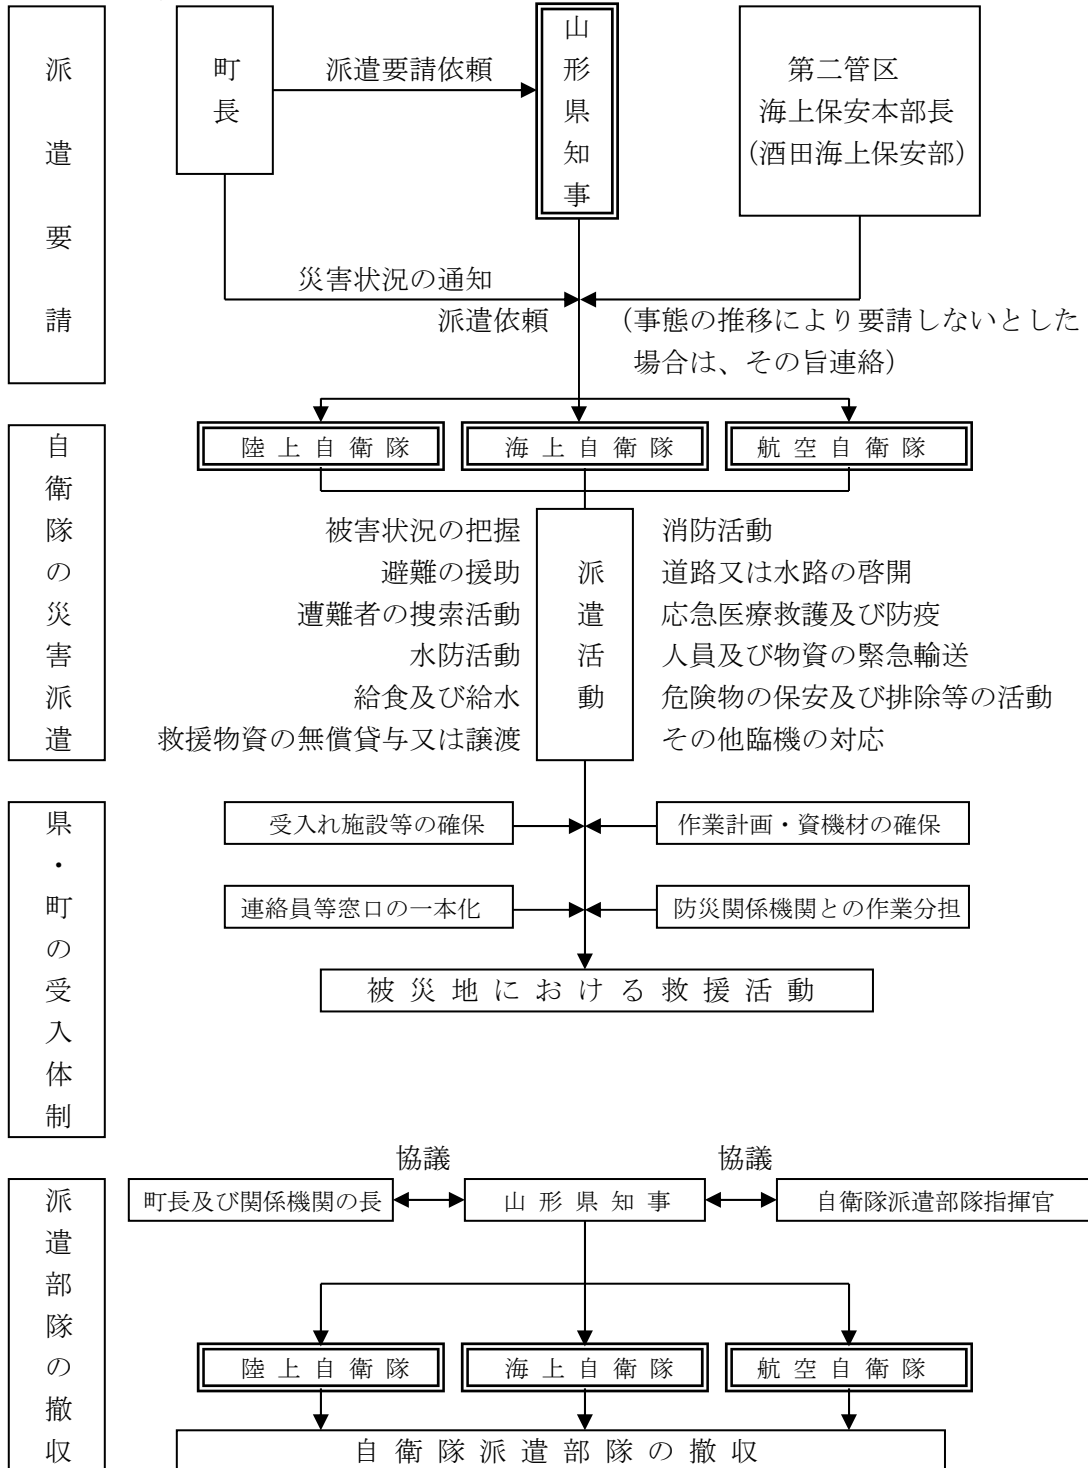 派遣要請
町長
派遣要請依頼
山形県知事
第二管区
海上保安本部長
（酒田海上保安部）
災害状況の通知
派遣依頼
（事態の推移により要請しないとした
場合は、その旨連絡）
自衛隊の災害派遣
陸上自衛隊
海上自衛隊
航空自衛隊
被害状況の把握
避難の援助
遭難者の捜索活動
水防活動
給食及び給水
救援物資の無償貸与又は譲渡
派遣活動
消防活動
道路又は水路の啓開
応急医療救護及び防疫
人員及び物資の緊急輸送
危険物の保安及び排除等の活動
その他臨機の対応
県・町の受入体制
受入れ施設等の確保
作業計画・資機材の確保
連絡員等窓口の一本化
防災関係機関との作業分担
被災地における救援活動
派遣部隊の撤収
協議
協議
町長及び関係機関の長
山形県知事
自衛隊派遣部隊指揮官
陸上自衛隊
海上自衛隊
航空自衛隊
自衛隊派遣部隊の撤収